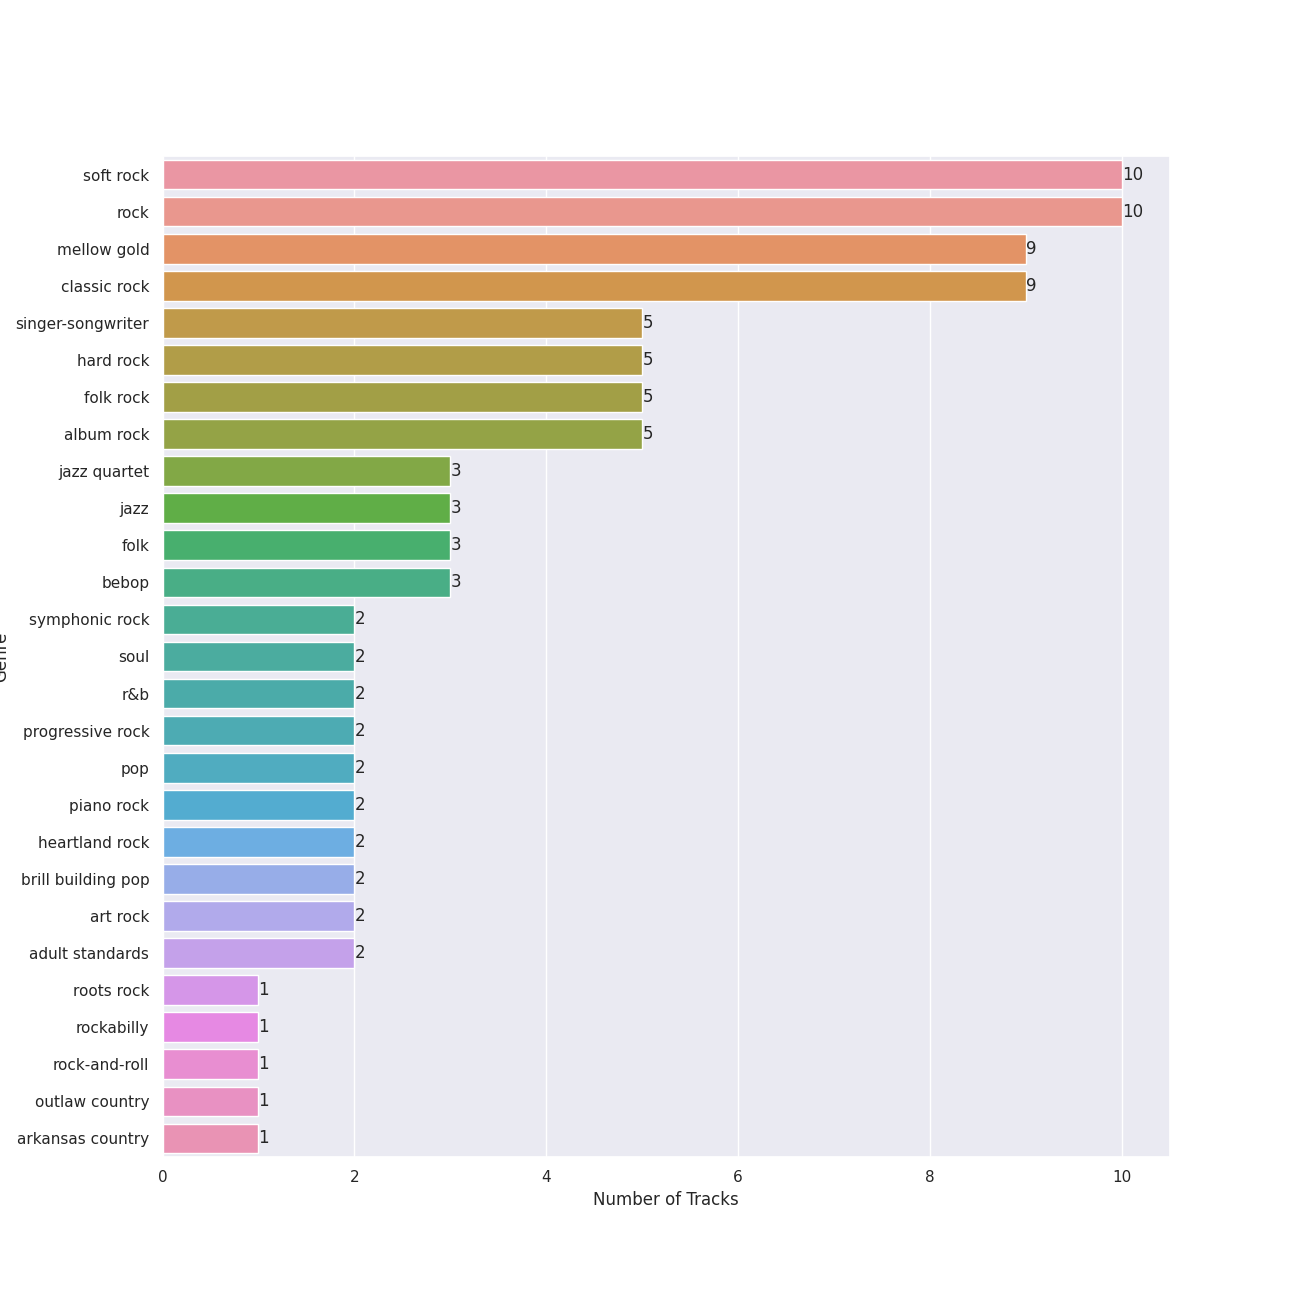 soft rock 10
rock 10
mellow gold 9
classic rock 9
singer-songwriter 5
hard rock 5
folk rock 5
album rock 5
jazz quartet 3
jazz 3
folk 3
bebop 3
symphonic rock 2
soul 2
r&b 2
progressive rock 2
pop 2
piano rock 2
heartland rock 2
brill building pop 2
art rock 2
adult standards 2
roots rock 1
rockabilly 1
rock-and-roll 1
outlaw country 1
arkansas country 1
0 2 4 6 8 10
Number of Tracks
Genre